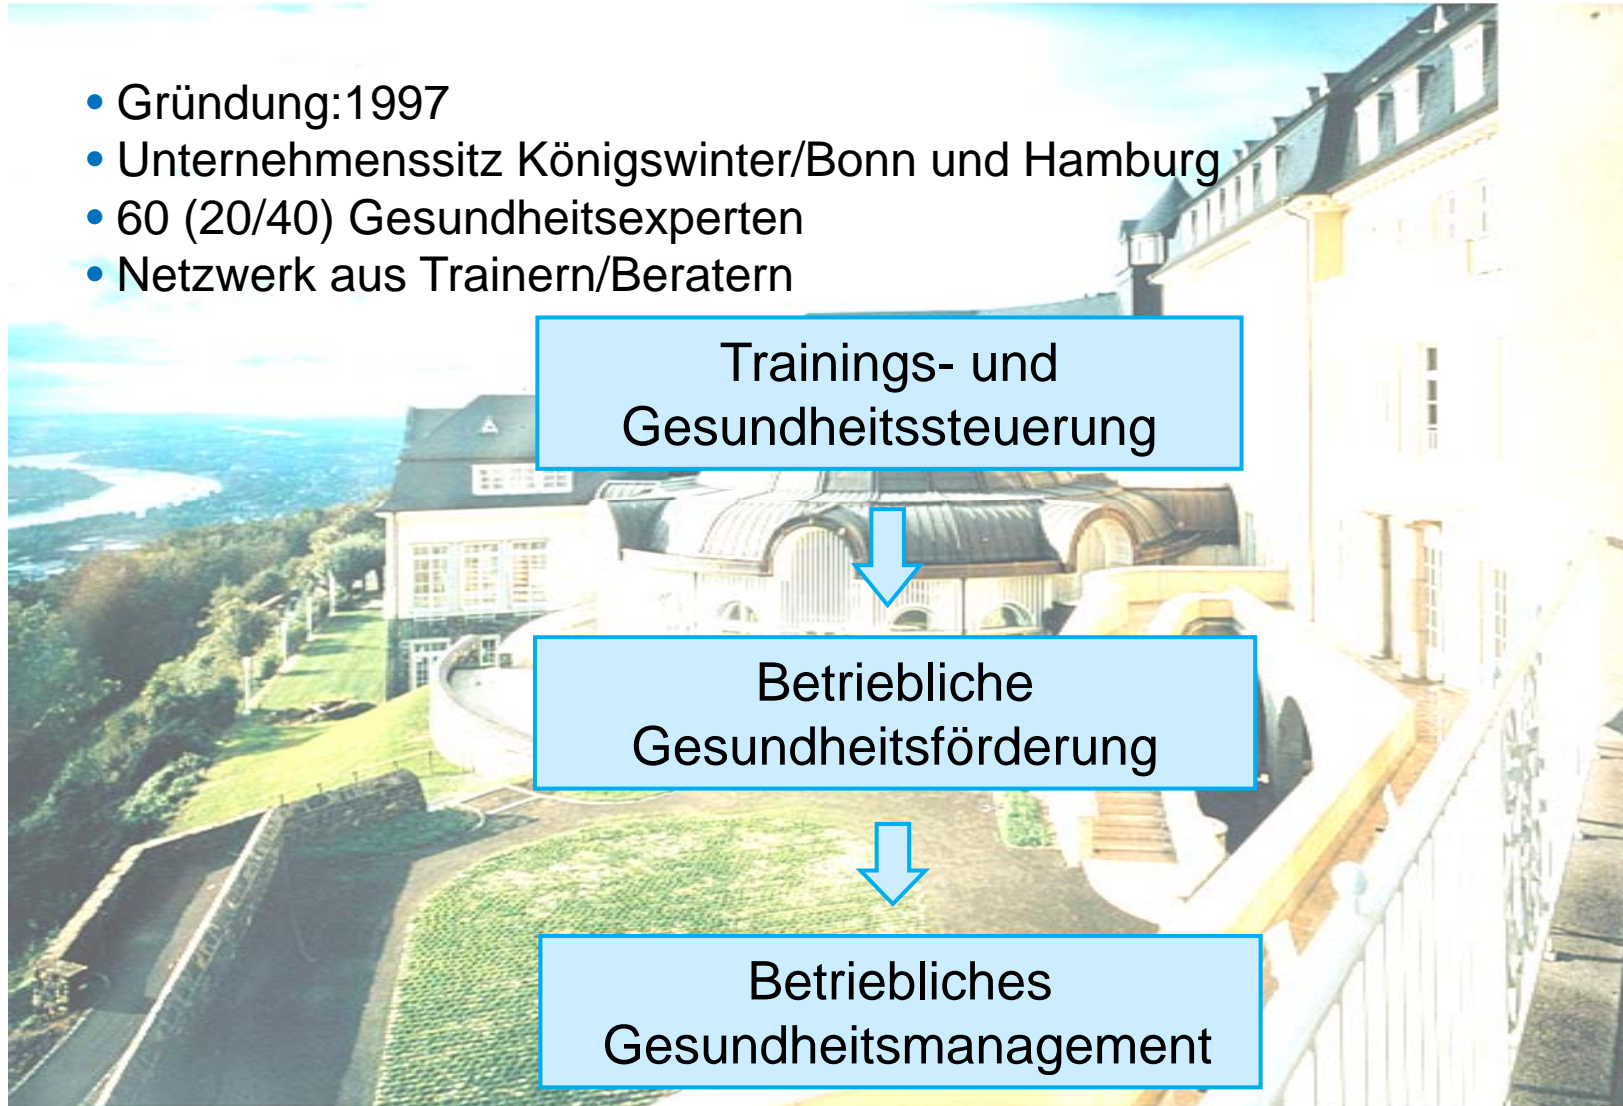 • Gründung:1997
• Unternehmenssitz Königswinter/Bonn und Hamburg
• 60 (20/40) Gesundheitsexperten
• Netzwerk aus Trainern/Beratern
Trainings- und
Gesundheitssteuerung
Betriebliche
Gesundheitsförderung
Betriebliches
Gesundheitsmanagement